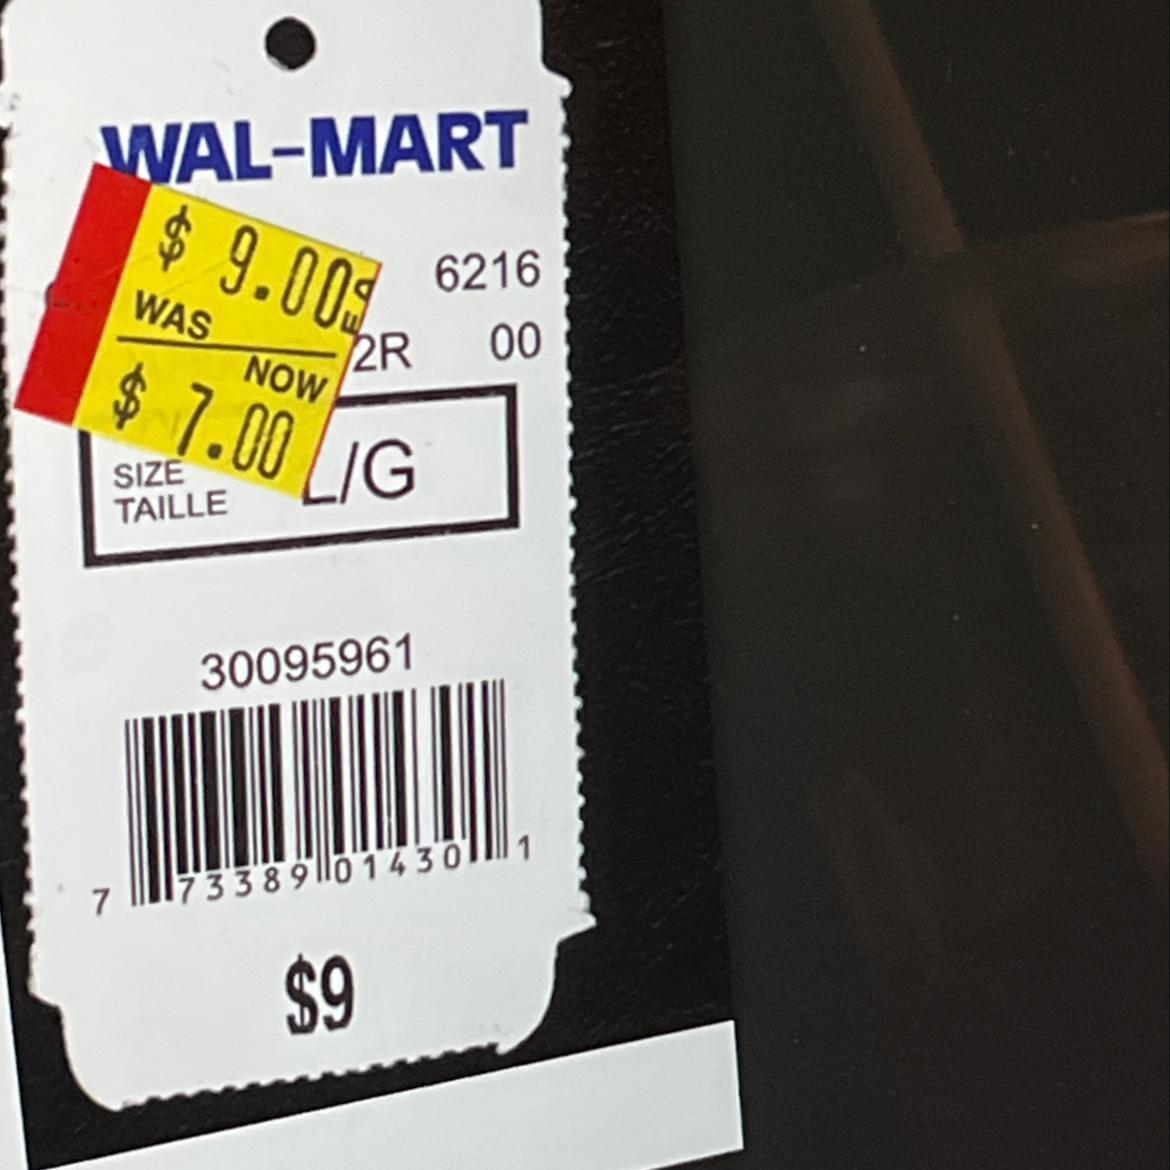 WAL-MART
$ 9.00
WAS
NOW
$ 7.00
6216
2R 00
SIZE
TAILLE
L/G
30095961
7 73389 01430 1
$9